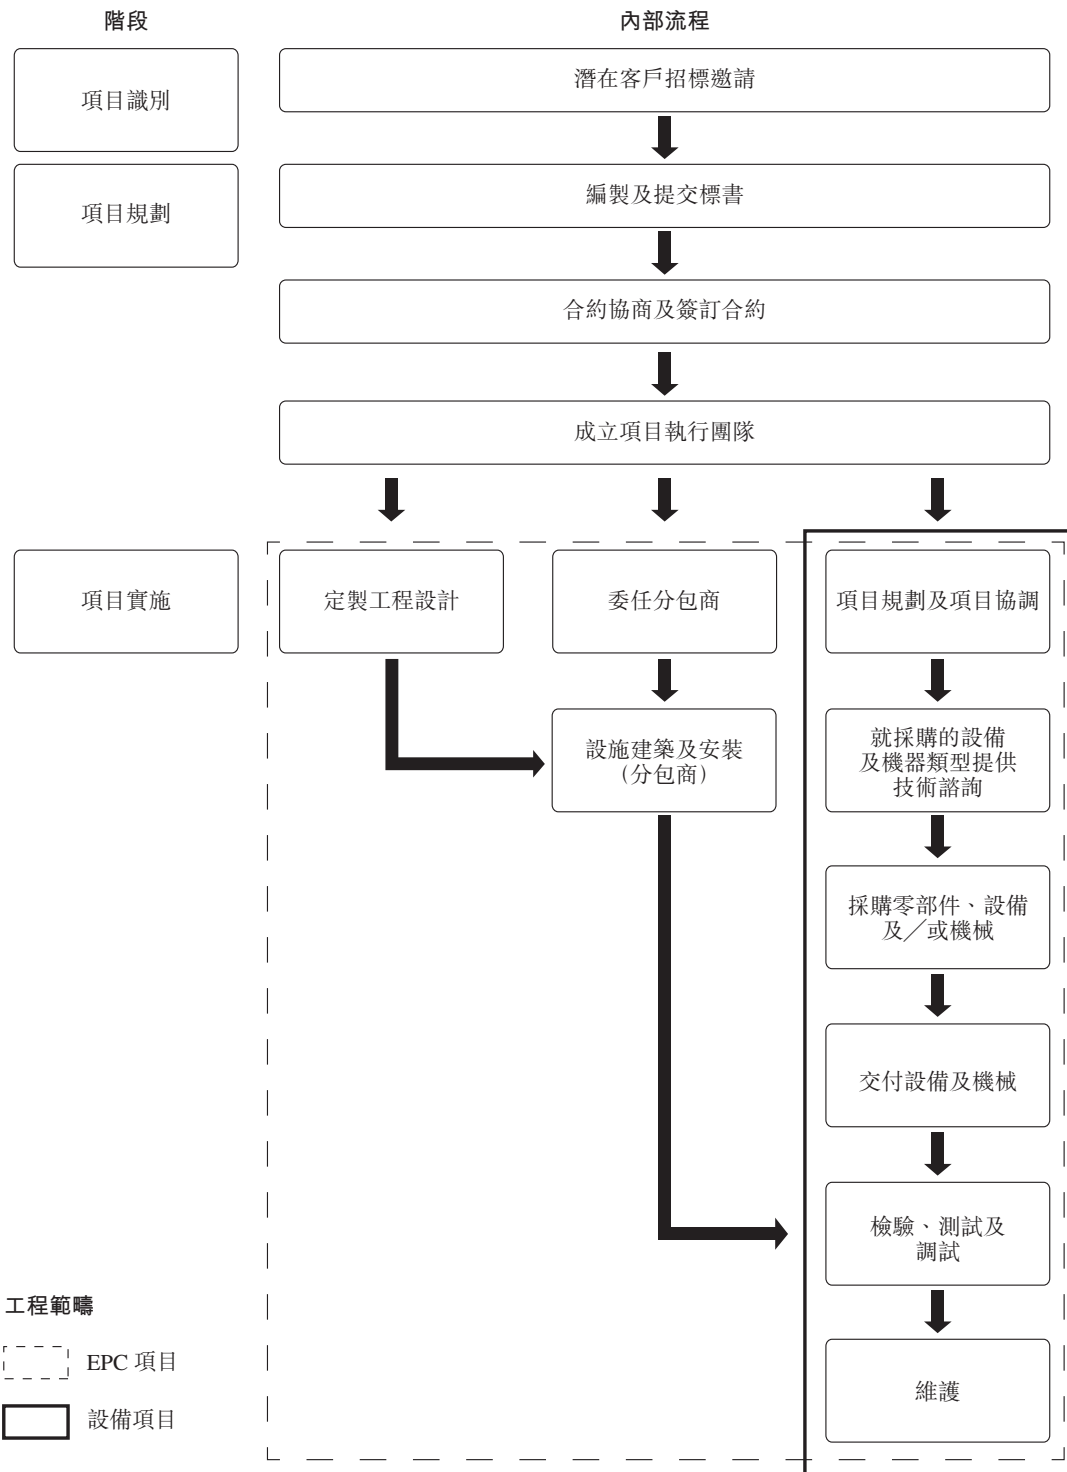 階段
內部流程
項目識別
潛在客戶招標邀請
項目規劃
編製及提交標書
合約協商及簽訂合約
成立項目執行團隊
項目實施
定製工程設計
委任分包商
項目規劃及項目協調
設施建築及安裝
（分包商）
就採購的設備
及機器類型提供
技術諮詢
採購零部件、設備
及／或機械
交付設備及機械
檢驗、測試及
調試
維護
工程範疇
EPC 項目
設備項目